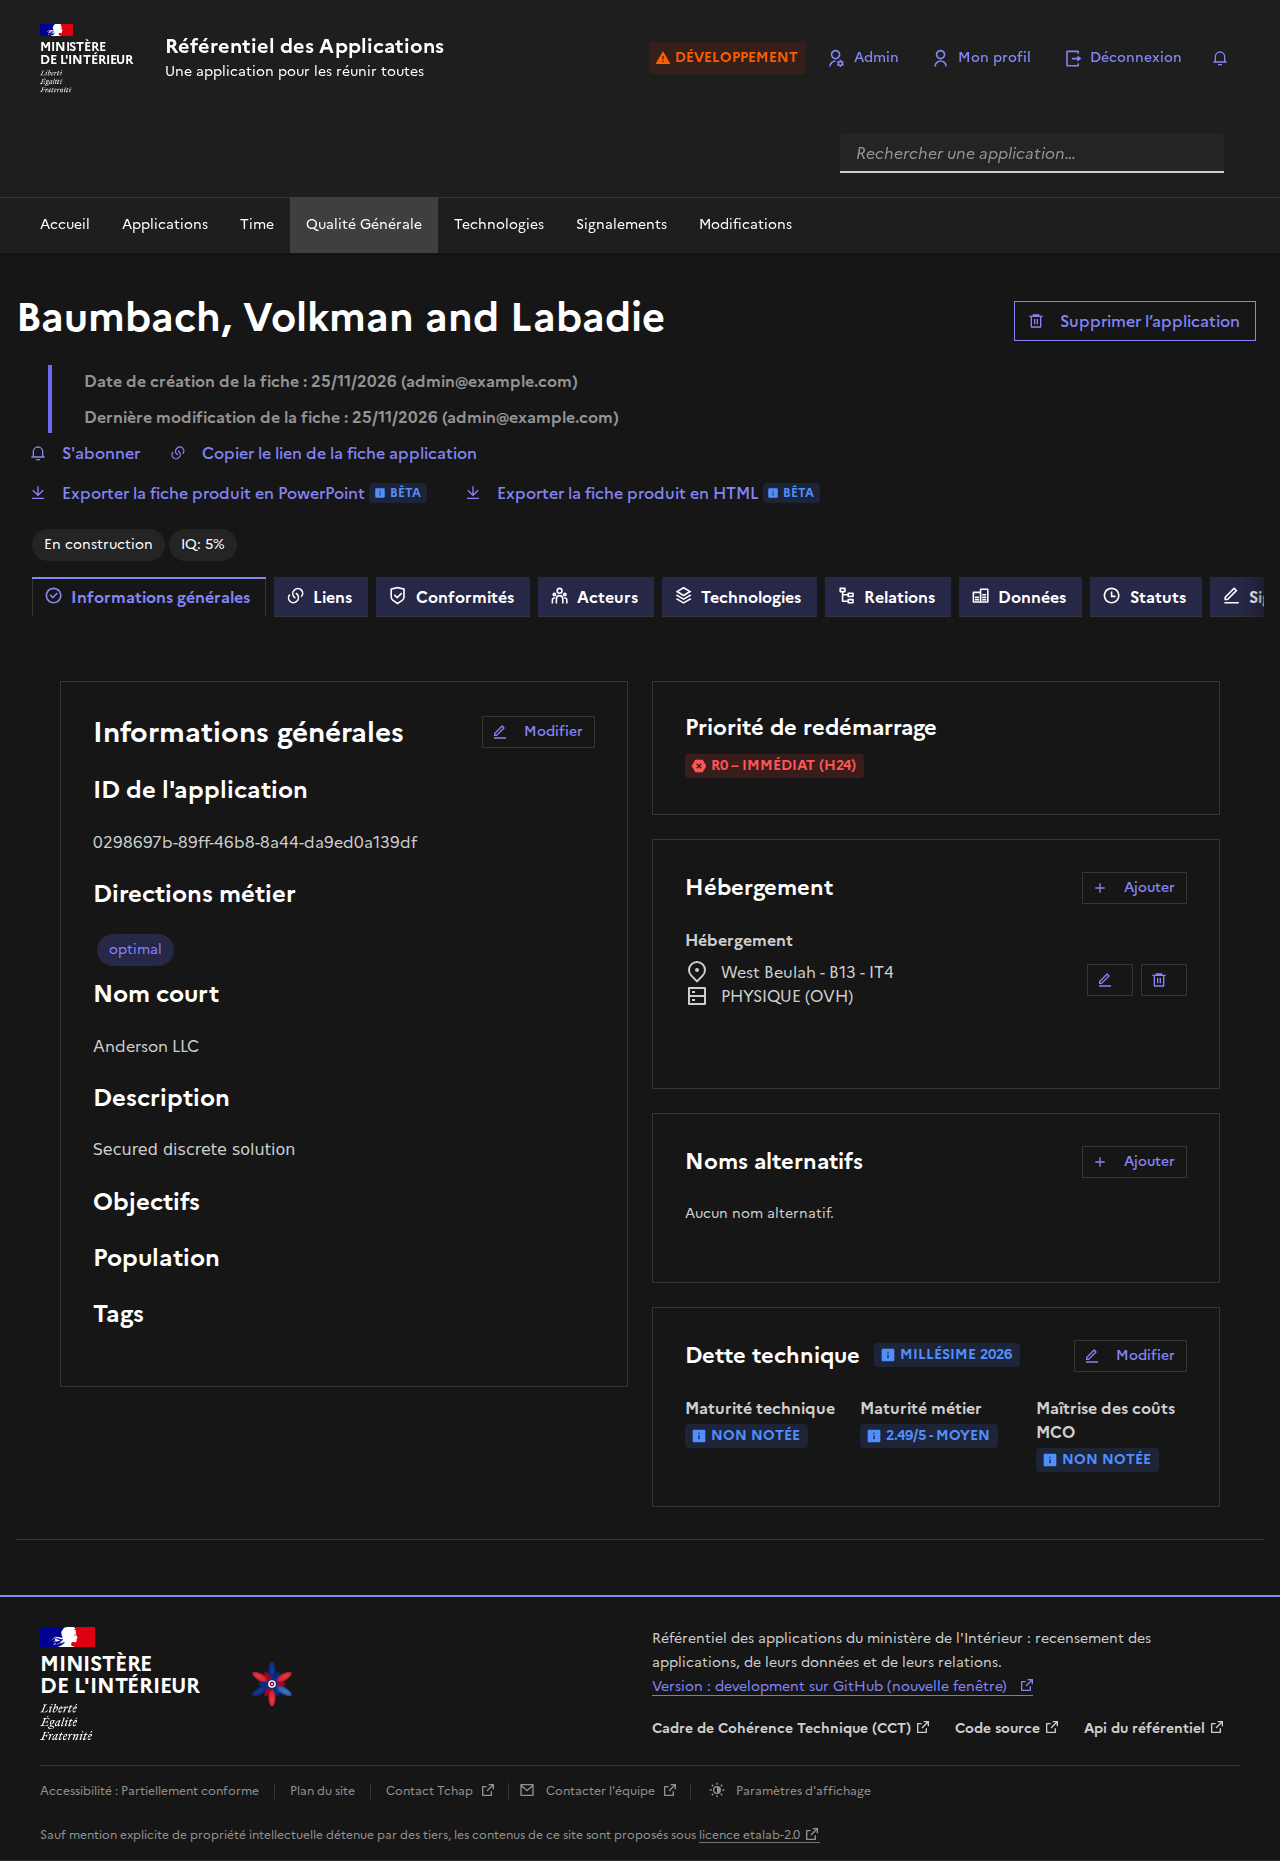 MINISTÈRE
DE L'INTÉRIEUR
Liberté
Égalité
Fraternité
Référentiel des Applications
Une application pour les réunir toutes
DÉVELOPPEMENT
Admin
Mon profil
Déconnexion
Rechercher une application...
Accueil
Applications
Time
Qualité Générale
Technologies
Signalements
Modifications
Baumbach, Volkman and Labadie
Supprimer l’application
Date de création de la fiche : 25/11/2026 (admin@example.com)
Dernière modification de la fiche : 25/11/2026 (admin@example.com)
S'abonner
Copier le lien de la fiche application
Exporter la fiche produit en PowerPoint BÊTA
Exporter la fiche produit en HTML BÊTA
En construction
IQ: 5%
Informations générales
Liens
Conformités
Acteurs
Technologies
Relations
Données
Statuts
Informations générales
Modifier
ID de l'application
0298697b-89ff-46b8-8a44-da9ed0a139df
Directions métier
optimal
Nom court
Anderson LLC
Description
Secured discrete solution
Objectifs
Population
Tags
Priorité de redémarrage
R0 – IMMÉDIAT (H24)
Hébergement
Ajouter
Hébergement
West Beulah - B13 - IT4
PHYSIQUE (OVH)
Noms alternatifs
Ajouter
Aucun nom alternatif.
Dette technique
MILLÉSIME 2026
Modifier
Maturité technique
NON NOTÉE
Maturité métier
2.49/5 - MOYEN
Maîtrise des coûts
MCO
NON NOTÉE
MINISTÈRE
DE L'INTÉRIEUR
Liberté
Égalité
Fraternité
Référentiel des applications du ministère de l'Intérieur : recensement des
applications, de leurs données et de leurs relations.
Version : development sur GitHub (nouvelle fenêtre)
Cadre de Cohérence Technique (CCT)
Code source
Api du référentiel
Accessibilité : Partiellement conforme
Plan du site
Contact Tchap
Contacter l'équipe
Paramètres d'affichage
Sauf mention explicite de propriété intellectuelle détenue par des tiers, les contenus de ce site sont proposés sous licence etalab-2.0